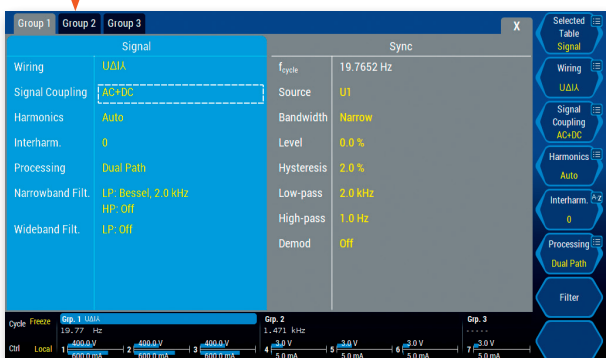 Group 1 Group 2 Group 3 X
Signal
Wiring U∆I⅄
Signal Coupling AC+DC
Harmonics Auto
Interharm. 0
Processing Dual Path
Narrowband Filt. LP: Bessel, 2.0 kHz
HP: Off
Wideband Filt. LP: Off
Sync
fcycle 19.7652 Hz
Source U1
Bandwidth Narrow
Level 0.0 %
Hysteresis 2.0 %
Low-pass 2.0 kHz
High-pass 1.0 Hz
Demod Off
Selected
Table
Signal
Wiring
U∆I⅄
Signal
Coupling
AC+DC
Harmonics
Auto
Interharm. A-Z
0
Processing
Dual Path
Filter
Cycle Freeze Grp. 1 U∆I⅄ Grp. 2 Grp. 3
19.77 Hz 1.471 kHz -----
400.0 V 400.0 V 400.0 V 3.0 V 3.0 V 3.0 V 3.0 V
Ctrl Local 1 2 3 4 5 6 7
600.0 mA 600.0 mA 600.0 mA 5.0 mA 5.0 mA 5.0 mA 5.0 mA